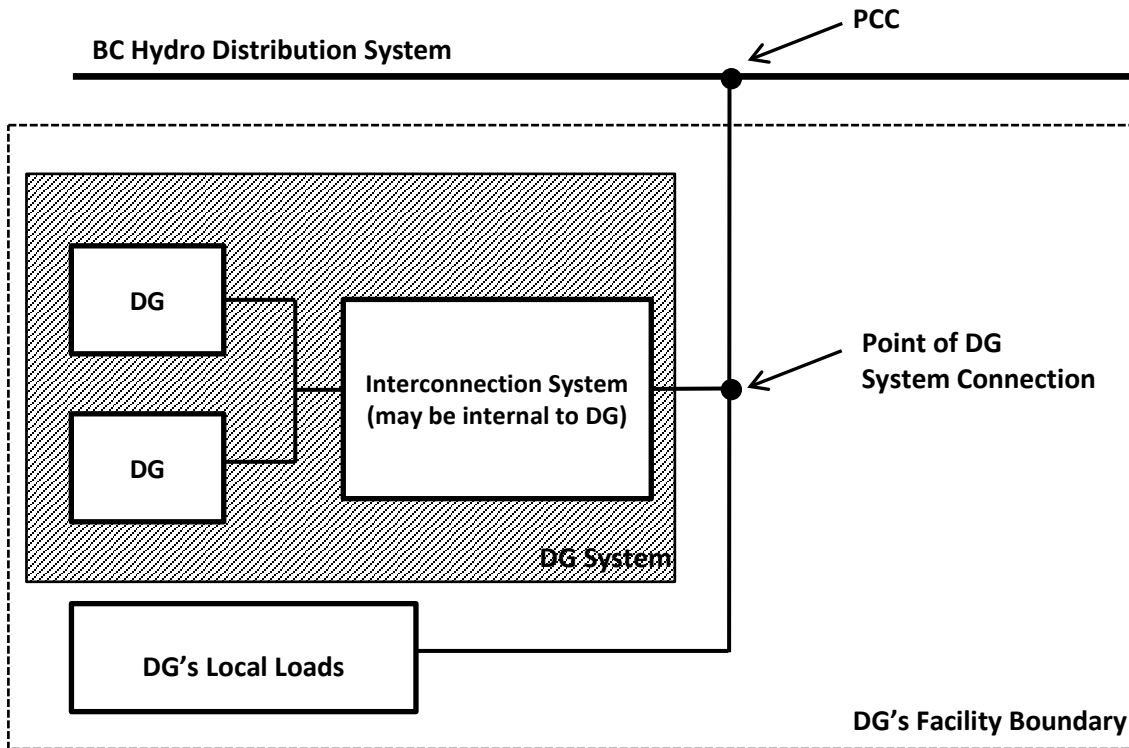 PCC
BC Hydro Distribution System
DG
Interconnection System
(may be internal to DG)
Point of DG
System Connection
DG
DG System
DG’s Local Loads
DG’s Facility Boundary